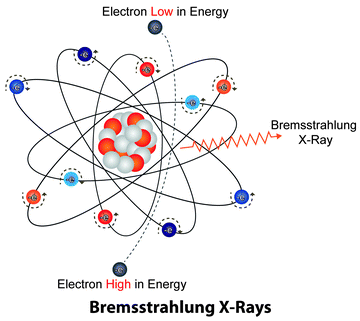 Electron Low in Energy
Bremsstrahlung
X-Ray
Electron High in Energy
Bremsstrahlung X-Rays